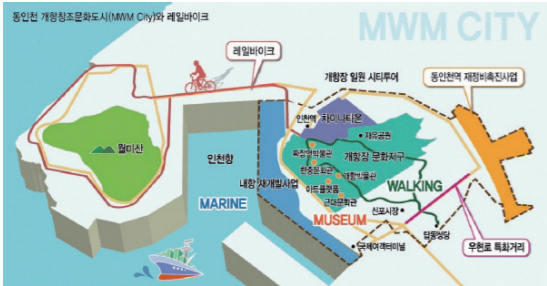 동인천 개항창조문화도시(MWM City)와 레일바이크
MWM CITY
레일바이크
개항장 일원 시티투어
동인천역 재정비촉진사업
인천역
차이나타운
자유공원
월미산
인천항
짜장면박물관
개항장 문화지구
한중문화관
개항박물관
내항 재개발사업
아트플랫폼
WALKING
MARINE
근대문학관
MUSEUM
신포시장
답동성당
우현로 특화거리
국제여객터미널